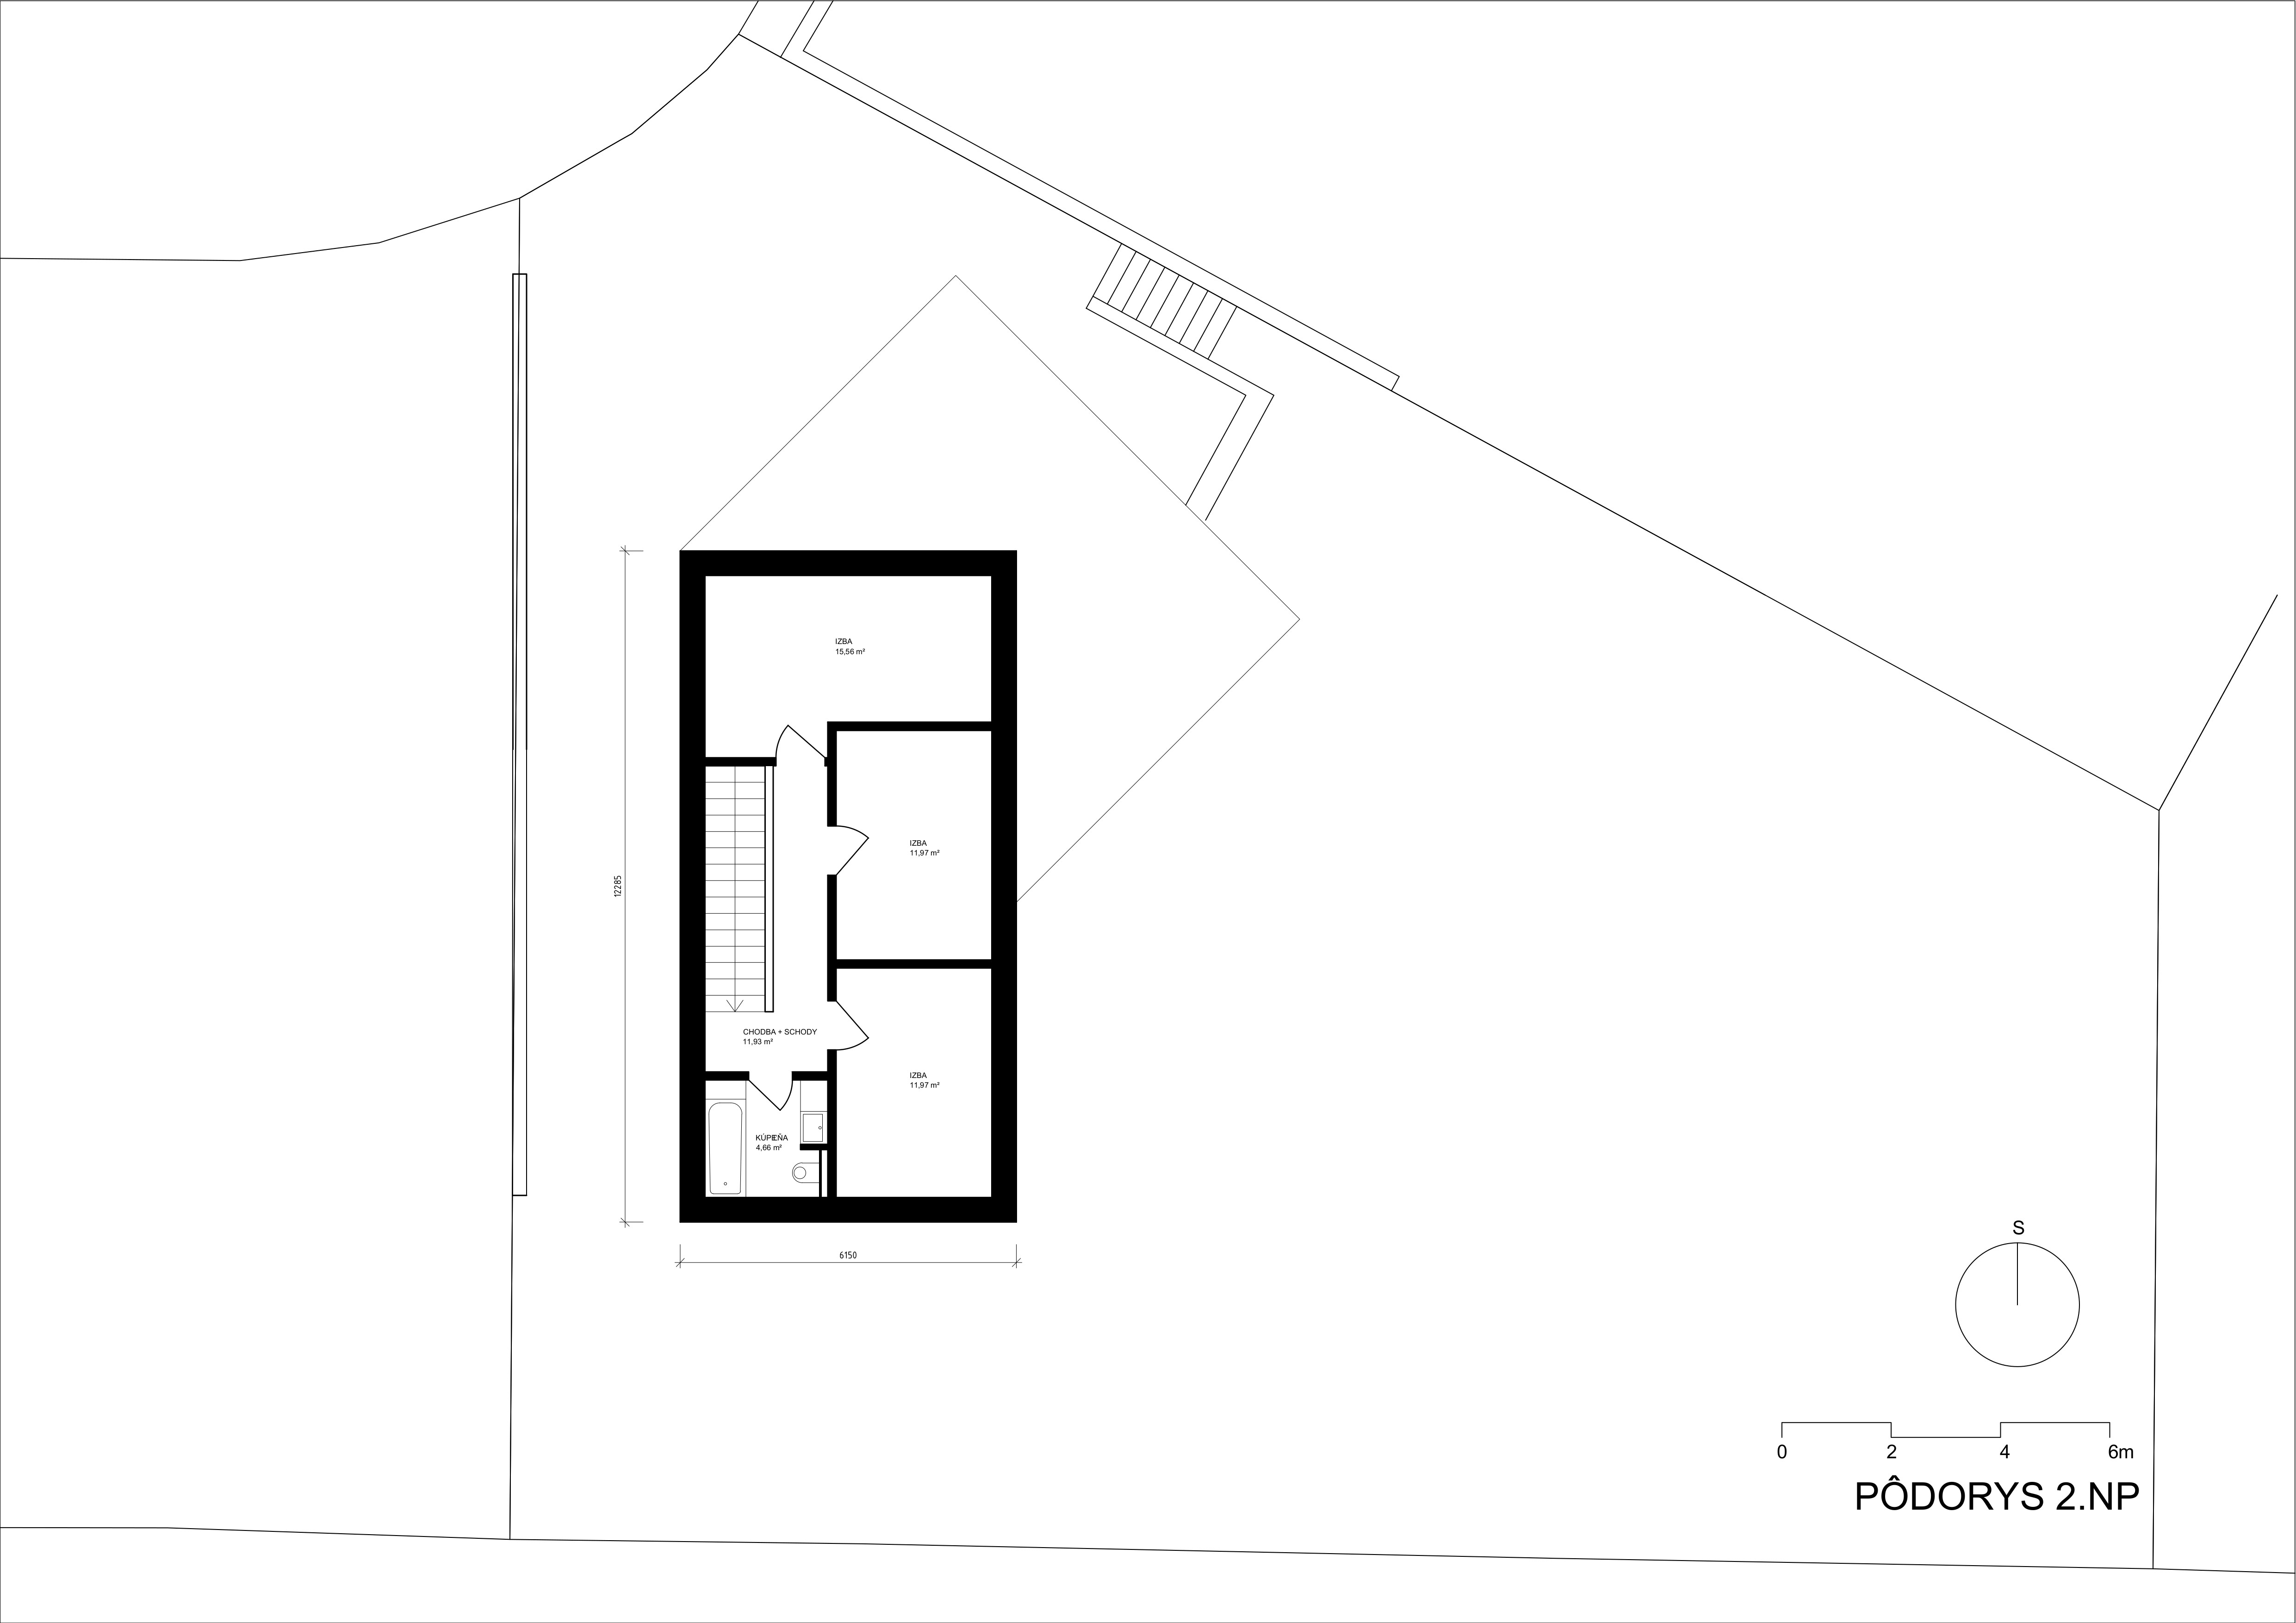 IZBA
15,56 m²
IZBA
11,97 m²
12285
CHODBA + SCHODY
11,93 m²
IZBA
11,97 m²
KÚPEĽŇA
4,66 m²
6150
S
0 2 4 6m
PÔDORYS 2.NP